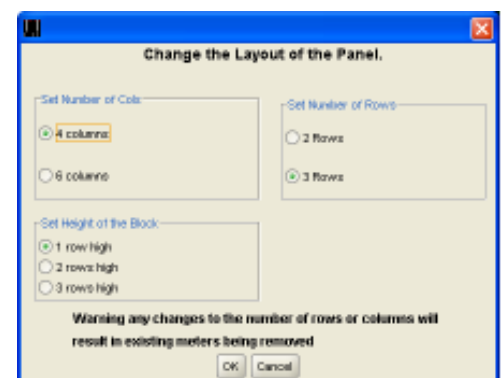 Change the Layout of the Panel.
Set Number of Cols
4 columns
6 columns
Set Number of Rows
2 Rows
3 Rows
Set Height of the Block
1 row high
2 rows high
3 rows high
Warning any changes to the number of rows or columns will
result in existing meters being removed
OK Cancel